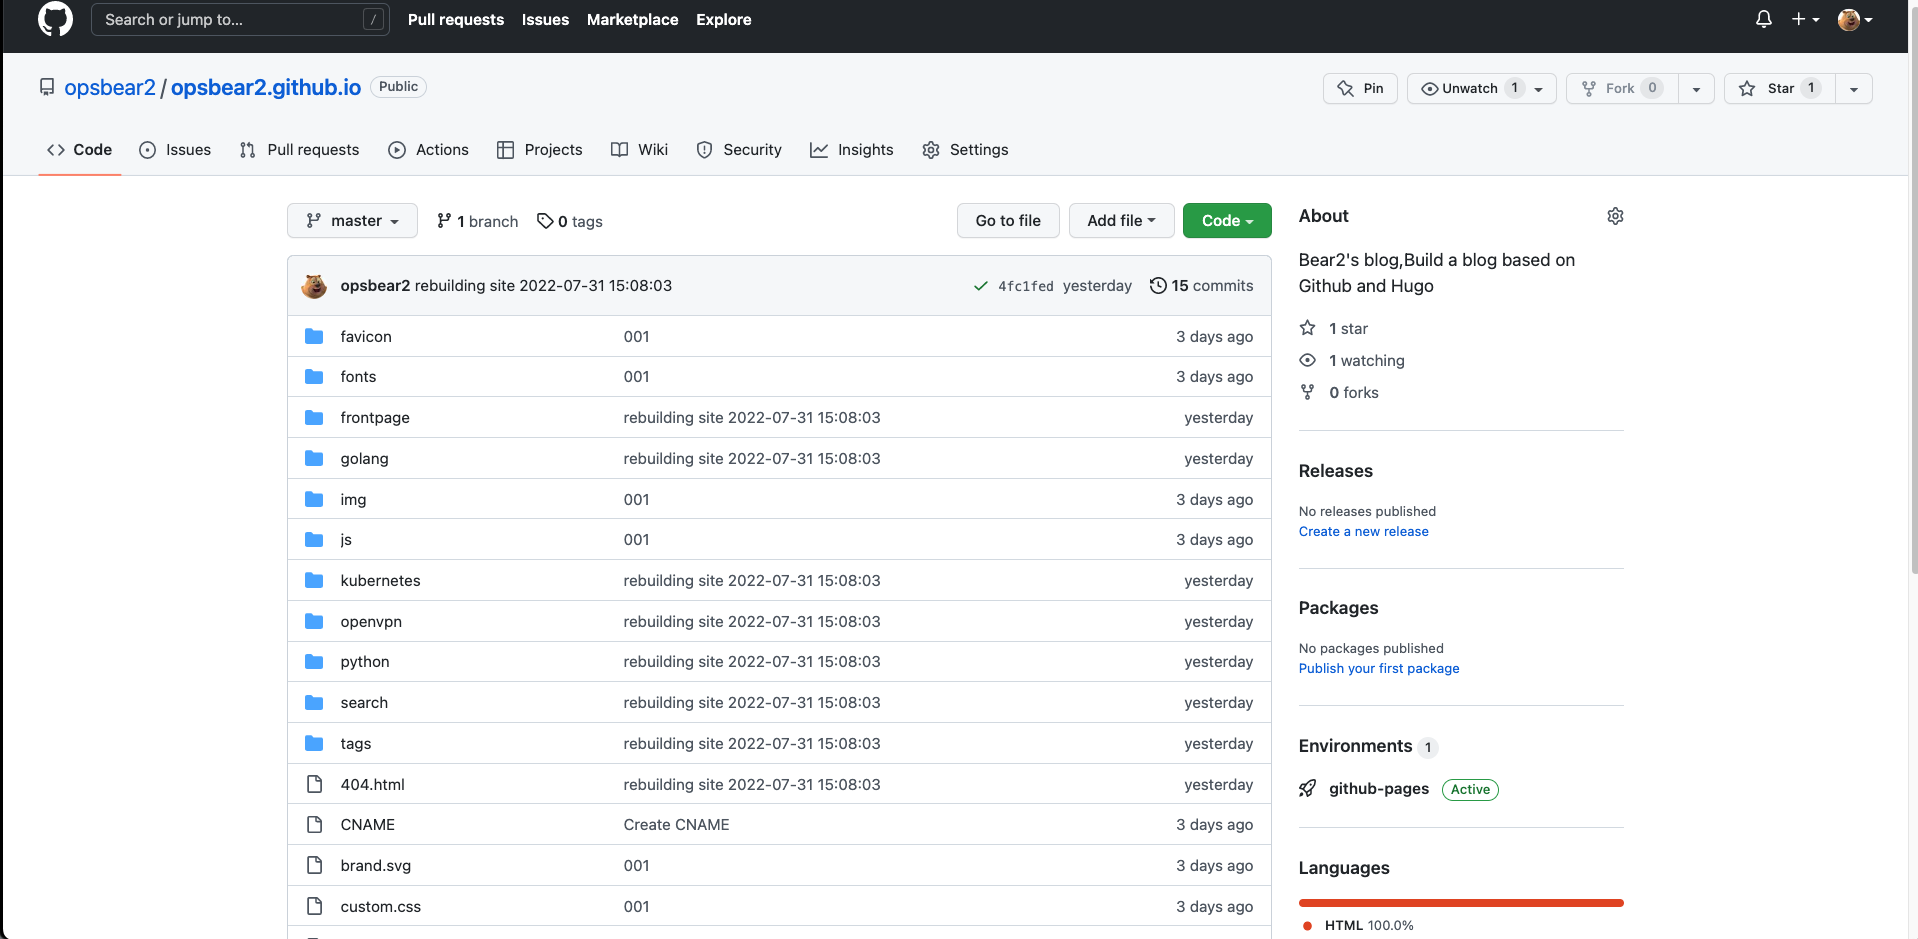 Search or jump to... /
Pull requests Issues Marketplace Explore
opsbear2 / opsbear2.github.io Public
Pin Unwatch 1 Fork 0 Star 1
Code Issues Pull requests Actions Projects Wiki Security Insights Settings
master 1 branch 0 tags Go to file Add file Code
opsbear2 rebuilding site 2022-07-31 15:08:03 4fc1fed yesterday 15 commits
favicon 001 3 days ago
fonts 001 3 days ago
frontpage rebuilding site 2022-07-31 15:08:03 yesterday
golang rebuilding site 2022-07-31 15:08:03 yesterday
img 001 3 days ago
js 001 3 days ago
kubernetes rebuilding site 2022-07-31 15:08:03 yesterday
openvpn rebuilding site 2022-07-31 15:08:03 yesterday
python rebuilding site 2022-07-31 15:08:03 yesterday
search rebuilding site 2022-07-31 15:08:03 yesterday
tags rebuilding site 2022-07-31 15:08:03 yesterday
404.html rebuilding site 2022-07-31 15:08:03 yesterday
CNAME Create CNAME 3 days ago
brand.svg 001 3 days ago
custom.css 001 3 days ago
About
Bear2's blog,Build a blog based on
Github and Hugo
1 star
1 watching
0 forks
Releases
No releases published
Create a new release
Packages
No packages published
Publish your first package
Environments 1
github-pages Active
Languages
HTML 100.0%